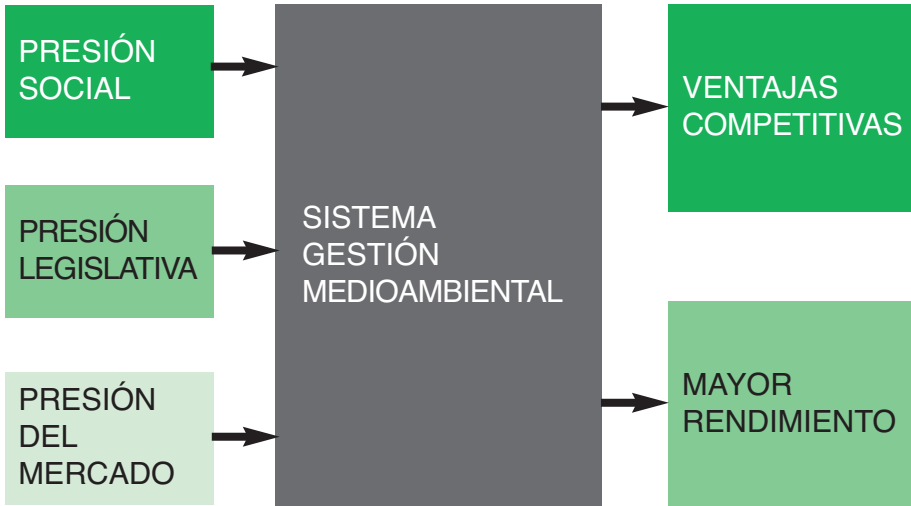 PRESIÓN
SOCIAL
PRESIÓN
LEGISLATIVA
PRESIÓN
DEL
MERCADO
SISTEMA
GESTIÓN
MEDIOAMBIENTAL
VENTAJAS
COMPETITIVAS
MAYOR
RENDIMIENTO